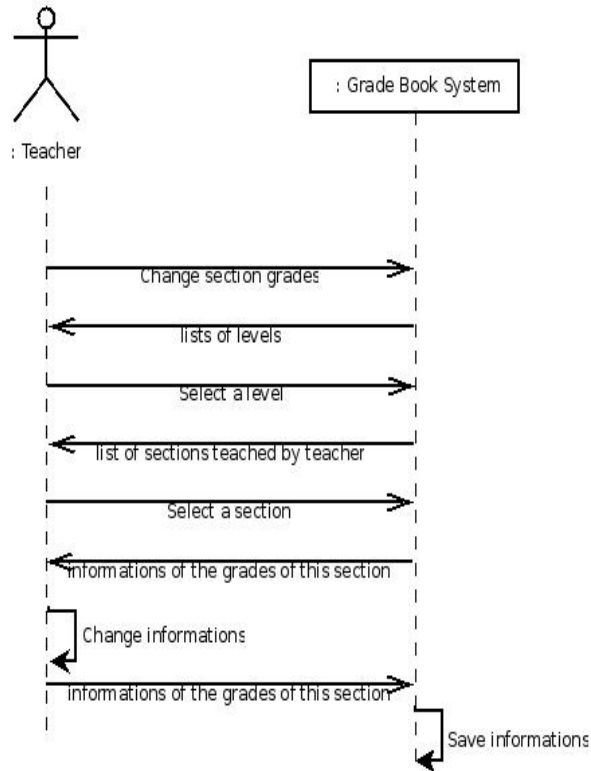 : Grade Book System
: Teacher
Change section grades
lists of levels
Select a level
list of sections teached by teacher
Select a section
informations of the grades of this section
Change informations
informations of the grades of this section
Save informations